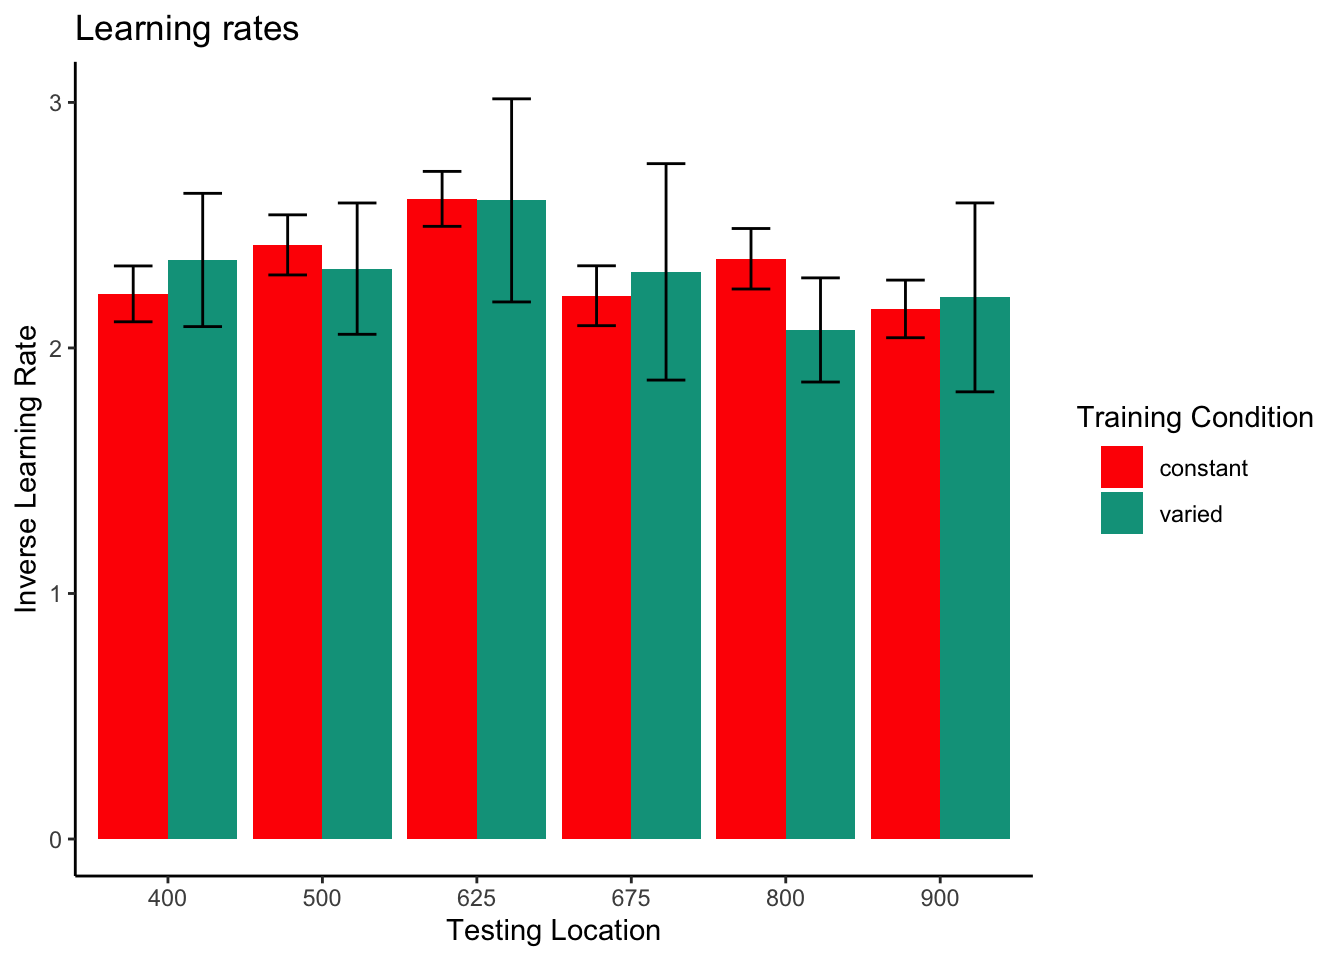 Learning rates
3
2
1
0
Inverse Learning Rate
400 500 625 675 800 900
Testing Location
Training Condition
constant
varied